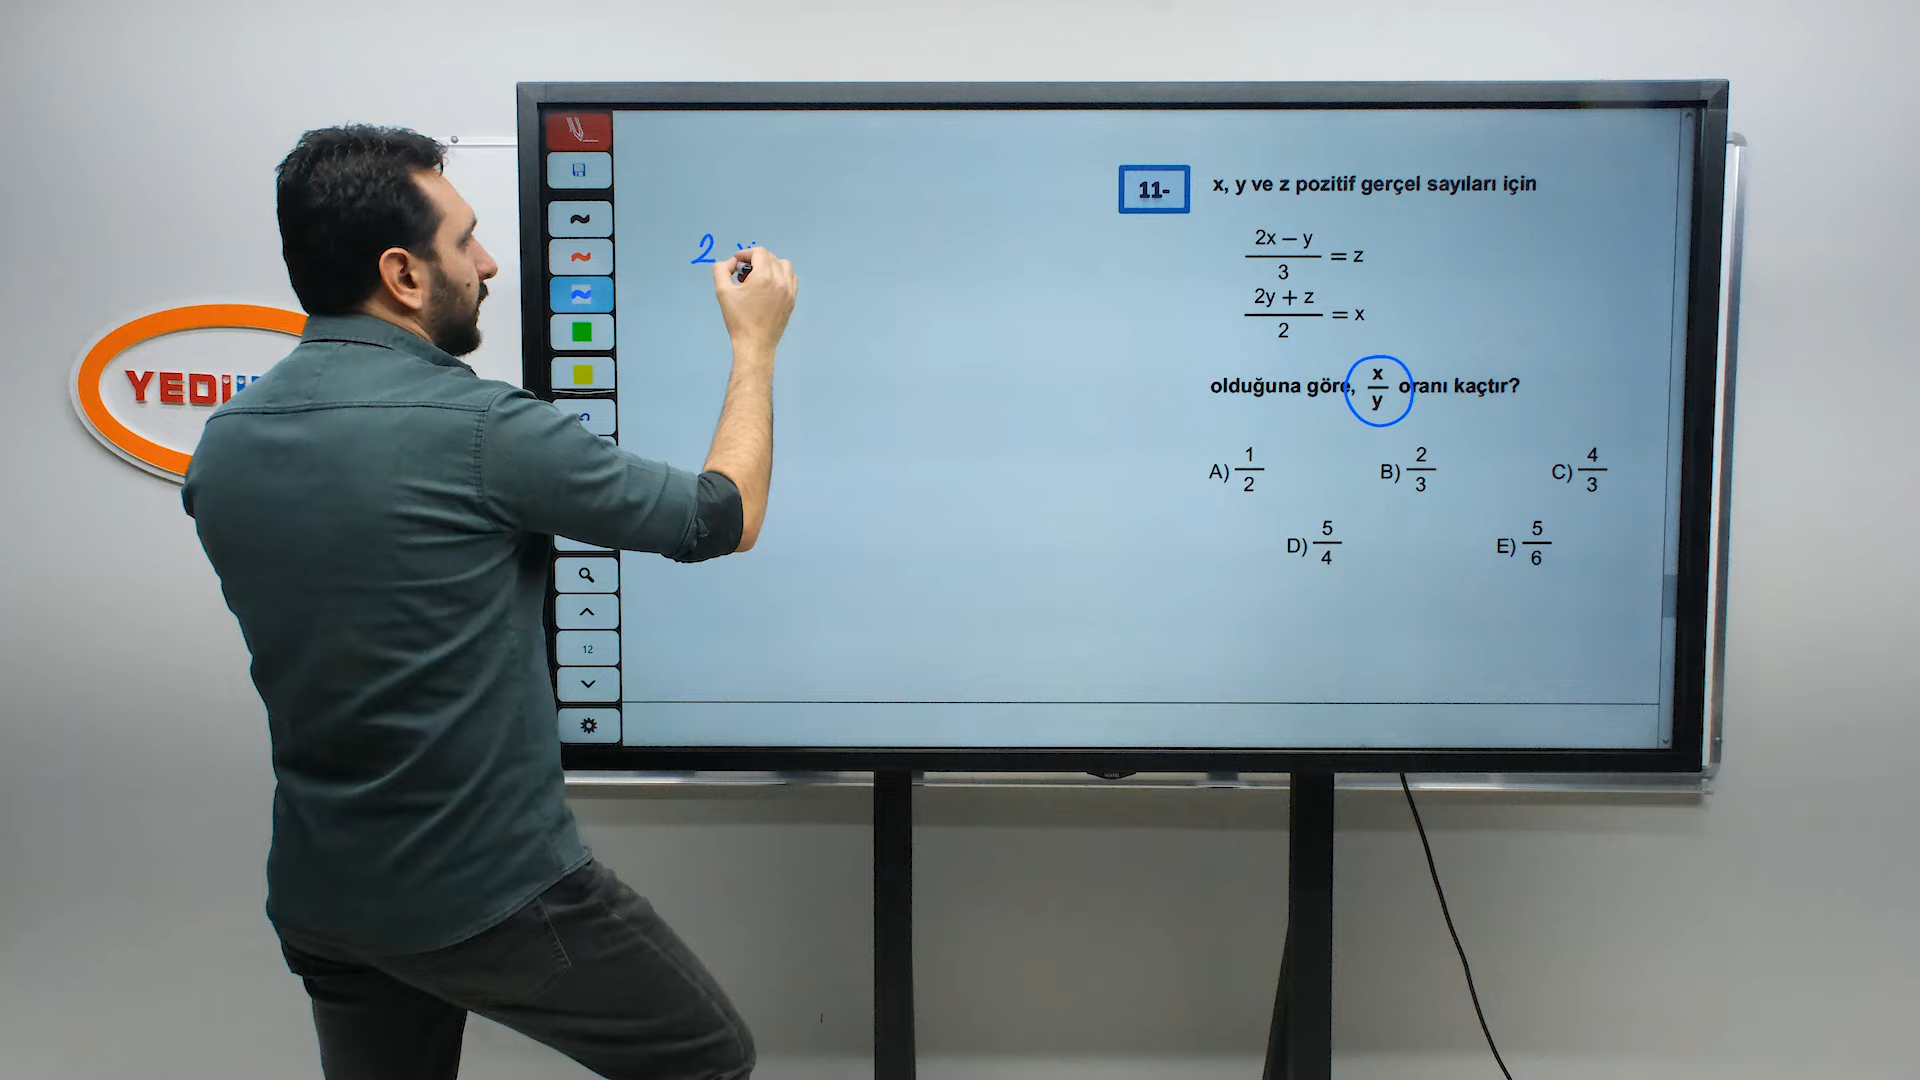 YEDİ
2
12
11- x, y ve z pozitif gerçel sayıları için
2x − y / 3 = z
2y + z / 2 = x
olduğuna göre, x / y oranı kaçtır?
A) 1/2 B) 2/3 C) 4/3
D) 5/4 E) 5/6